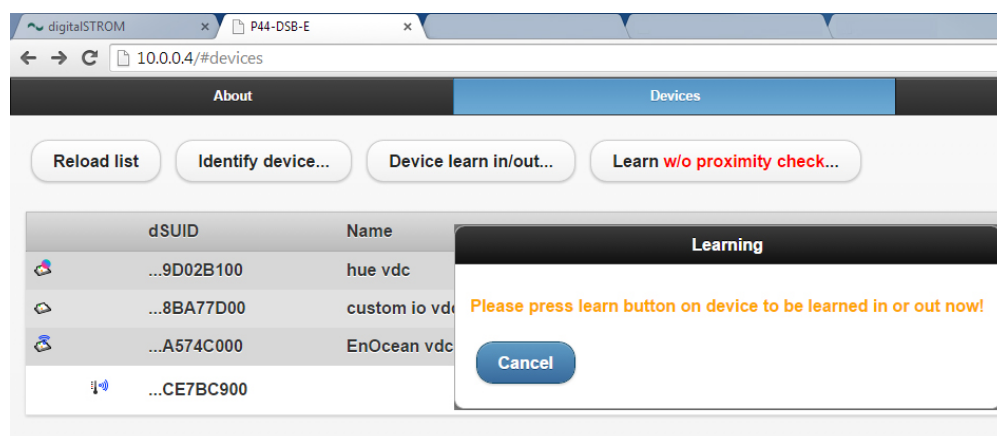 digitalSTROM P44-DSB-E
10.0.0.4/#devices
About Devices
Reload list Identify device... Device learn in/out... Learn w/o proximity check...
dSUID Name
...9D02B100 hue vdc
...8BA77D00 custom io vdc
...A574C000 EnOcean vdc
...CE7BC900
Learning
Please press learn button on device to be learned in or out now!
Cancel